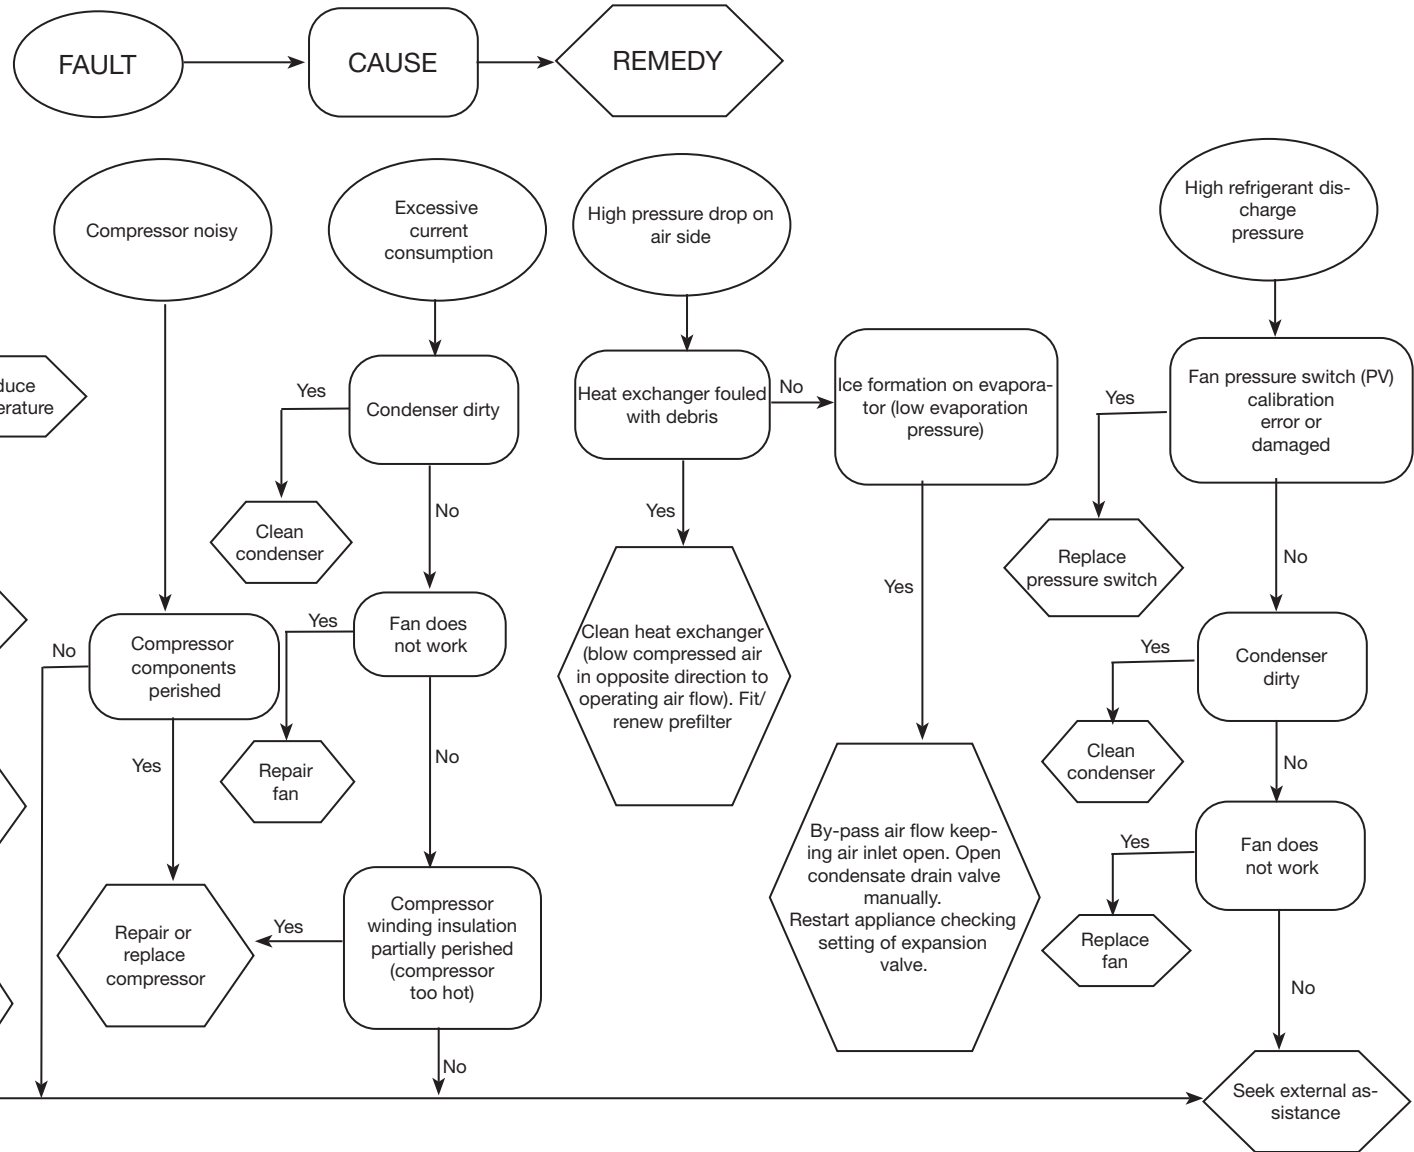 FAULT
CAUSE
REMEDY
Compressor noisy
Excessive
current
consumption
High pressure drop on
air side
High refrigerant dis-
charge
pressure
duce
erature
Yes
Condenser dirty
Heat exchanger fouled
with debris
No
Ice formation on evapora-
tor (low evaporation
pressure)
Yes
Fan pressure switch (PV)
calibration
error or
damaged
Clean
condenser
No
Yes
Yes
Replace
pressure switch
No
No
Compressor
components
perished
Yes
Fan does
not work
Clean heat exchanger
(blow compressed air
in opposite direction to
operating air flow). Fit/
renew prefilter
Yes
Condenser
dirty
Yes
Repair
fan
No
Clean
condenser
No
By-pass air flow keep-
ing air inlet open. Open
condensate drain valve
manually.
Restart appliance checking
setting of expansion
valve.
Yes
Fan does
not work
Repair or
replace
compressor
Yes
Compressor
winding insulation
partially perished
(compressor
too hot)
Replace
fan
No
No
Seek external as-
sistance